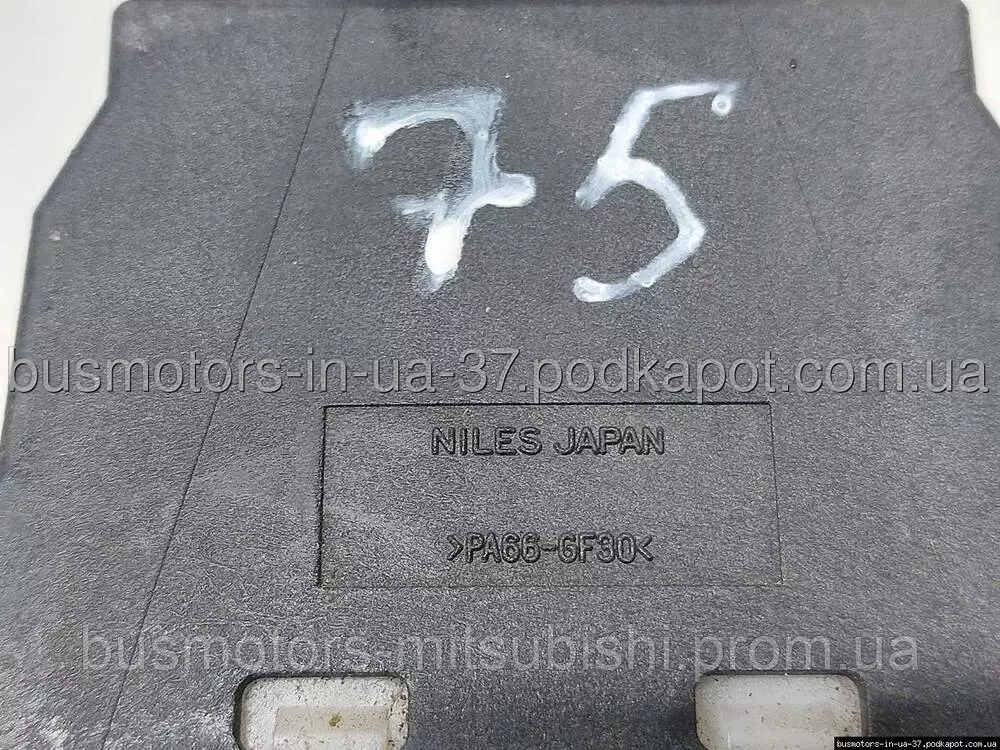 75
busmotors-in-ua-37.podkapot.com.ua
NILES JAPAN
>PA66-GF30<
busmotors-mitsubishi.prom.ua
busmotors-in-ua-37.podkapot.com.ua